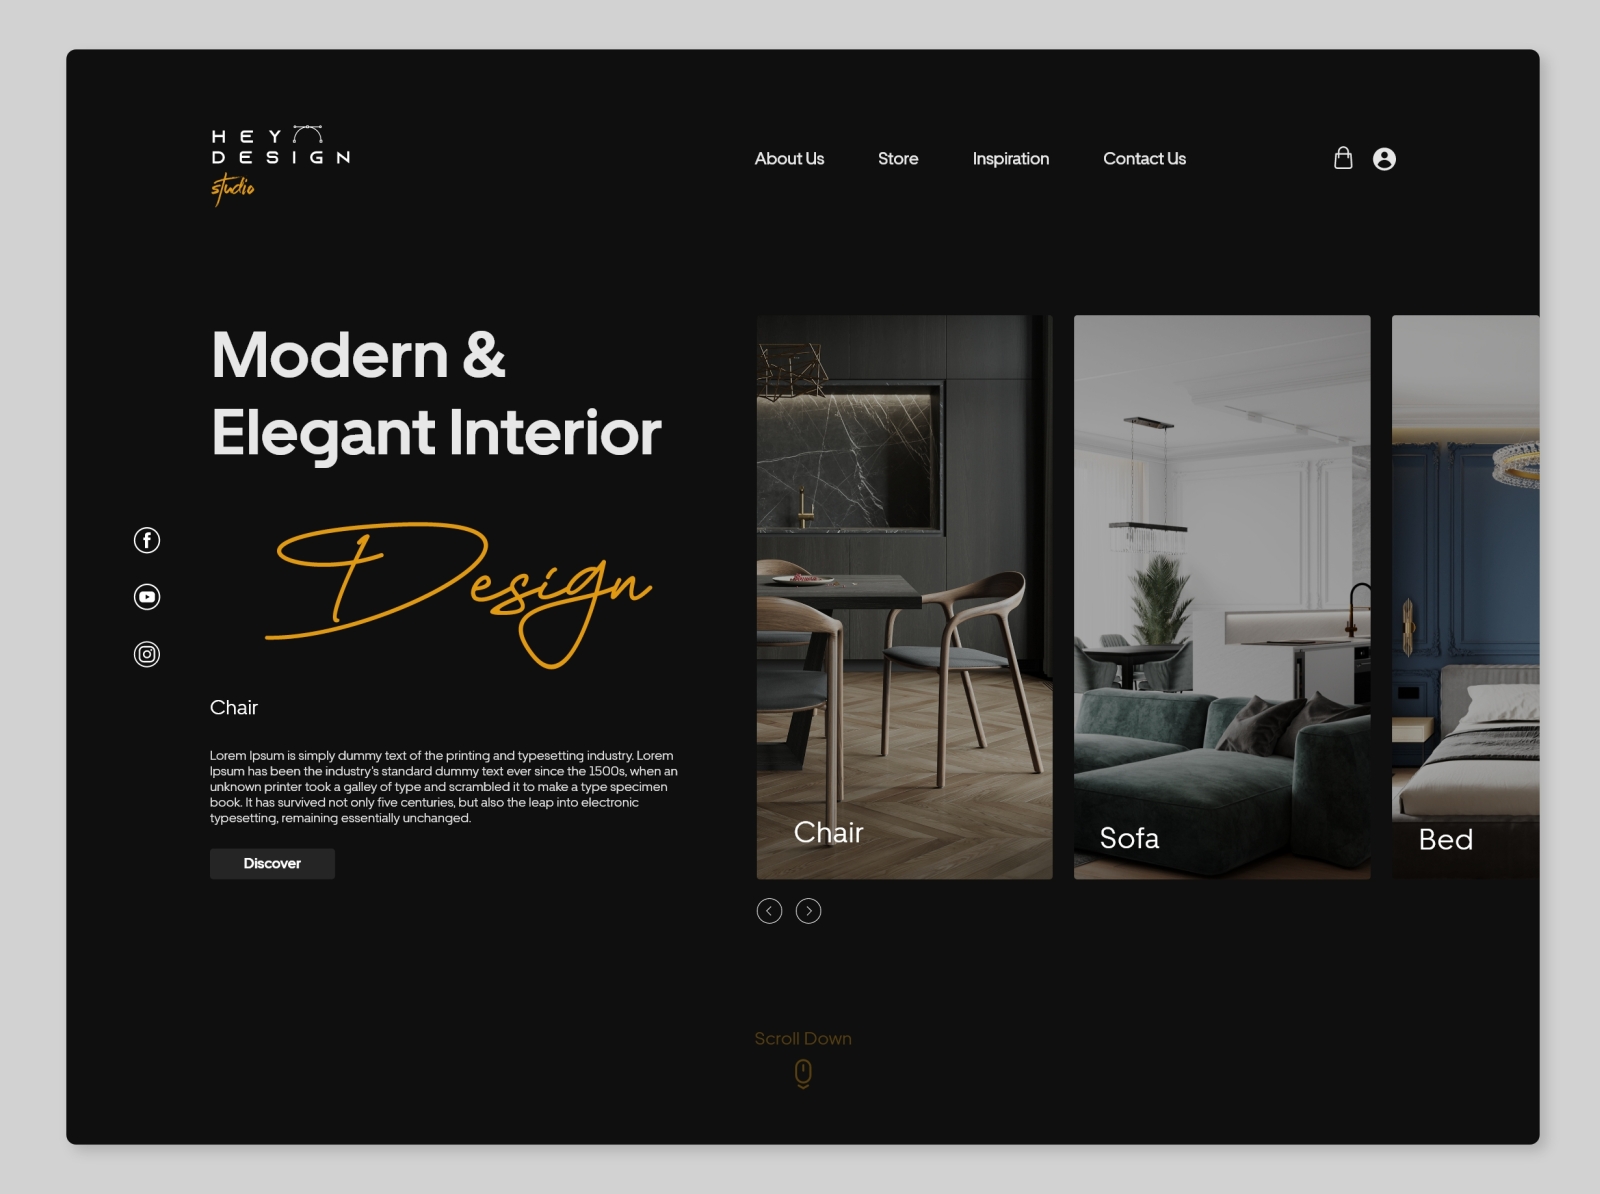 HEY
DESIGN
studio
About Us
Store
Inspiration
Contact Us
Modern &
Elegant Interior
Design
Chair
Lorem Ipsum is simply dummy text of the printing and typesetting industry. Lorem
Ipsum has been the industry's standard dummy text ever since the 1500s, when an
unknown printer took a galley of type and scrambled it to make a type specimen
book. It has survived not only five centuries, but also the leap into electronic
typesetting, remaining essentially unchanged.
Discover
Chair
Sofa
Bed
Scroll Down